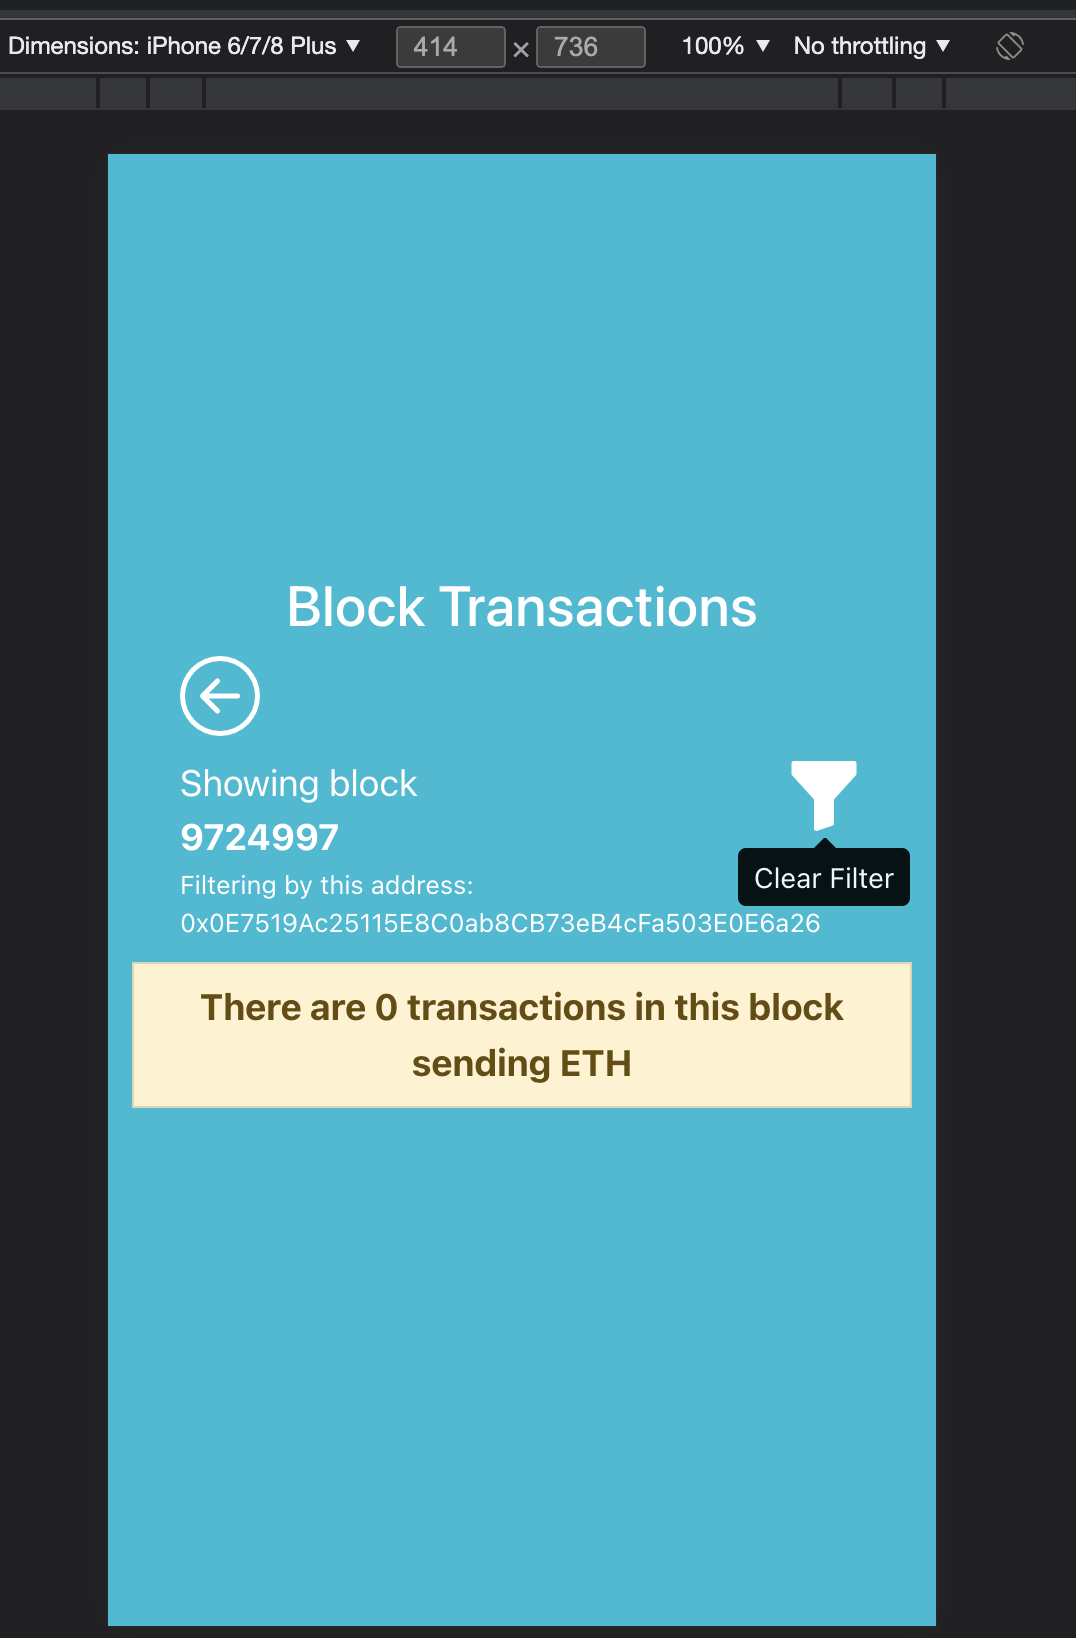 Dimensions: iPhone 6/7/8 Plus ▼ 414 × 736 100% ▼ No throttling ▼
Block Transactions
Showing block
9724997
Filtering by this address:
Clear Filter
0x0E7519Ac25115E8C0ab8CB73eB4cFa503E0E6a26
There are 0 transactions in this block
sending ETH